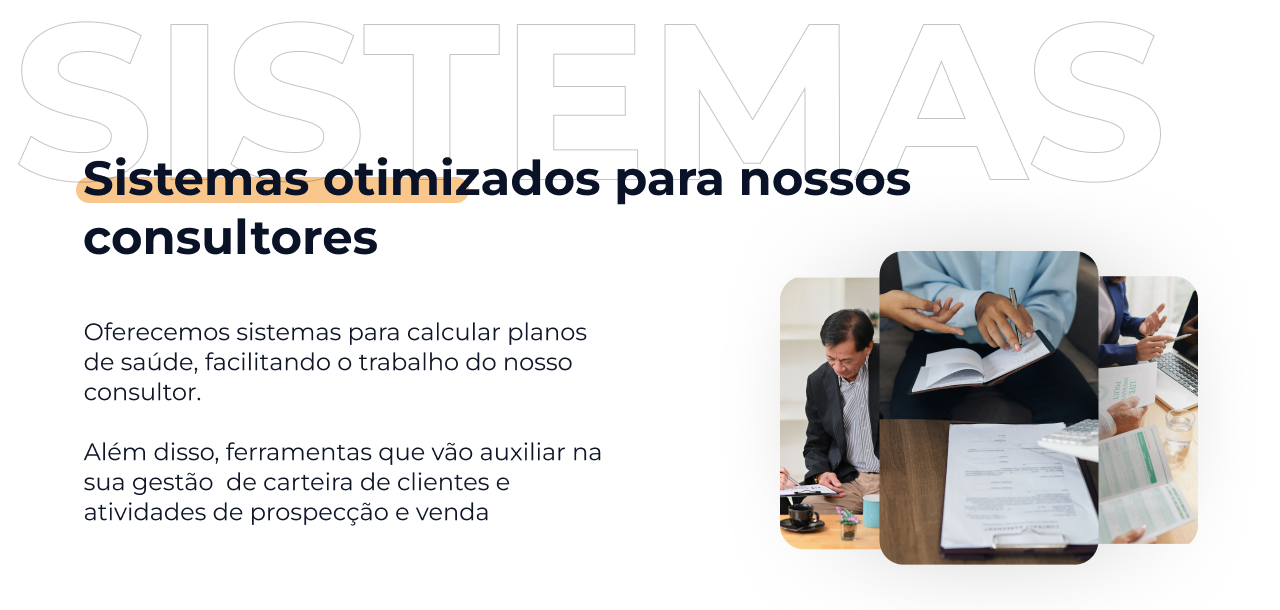 SISTEMAS
Sistemas otimizados para nossos
consultores
Oferecemos sistemas para calcular planos
de saúde, facilitando o trabalho do nosso
consultor.
Além disso, ferramentas que vão auxiliar na
sua gestão  de carteira de clientes e
atividades de prospecção e venda